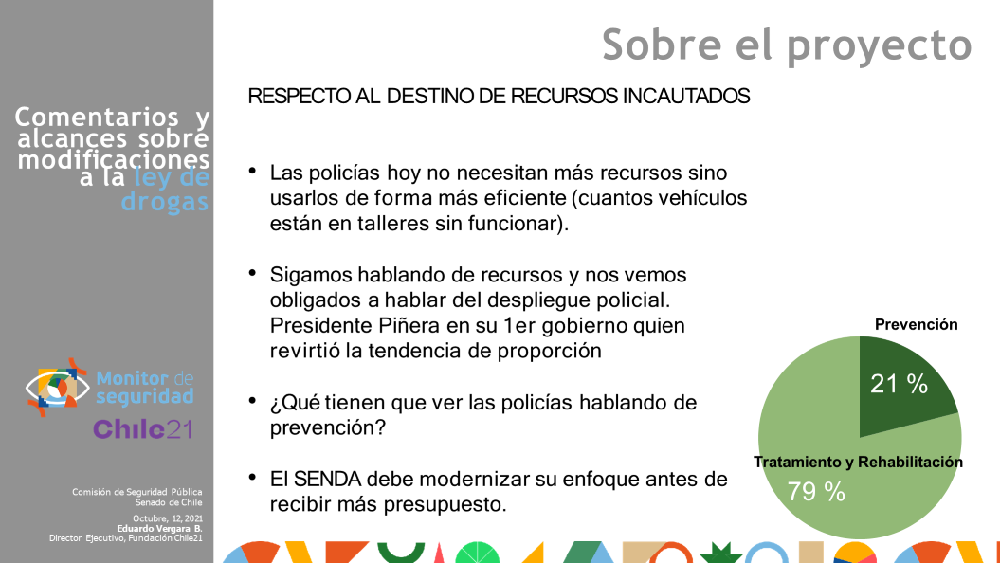 Sobre el proyecto
RESPECTO AL DESTINO DE RECURSOS INCAUTADOS
Comentarios y
alcances sobre
modificaciones
a la ley de
drogas
• Las policías hoy no necesitan más recursos sino
usarlos de forma más eficiente (cuantos vehículos
están en talleres sin funcionar).
• Sigamos hablando de recursos y nos vemos
obligados a hablar del despliegue policial.
Presidente Piñera en su 1er gobierno quien
revirtió la tendencia de proporción
• ¿Qué tienen que ver las policías hablando de
prevención?
• El SENDA debe modernizar su enfoque antes de
recibir más presupuesto.
Prevención
21 %
Tratamiento y Rehabilitación
79 %
Monitor de
seguridad
Chile21
Comisión de Seguridad Pública
Senado de Chile
Octubre, 12, 2021
Eduardo Vergara B.
Director Ejecutivo, Fundación Chile21